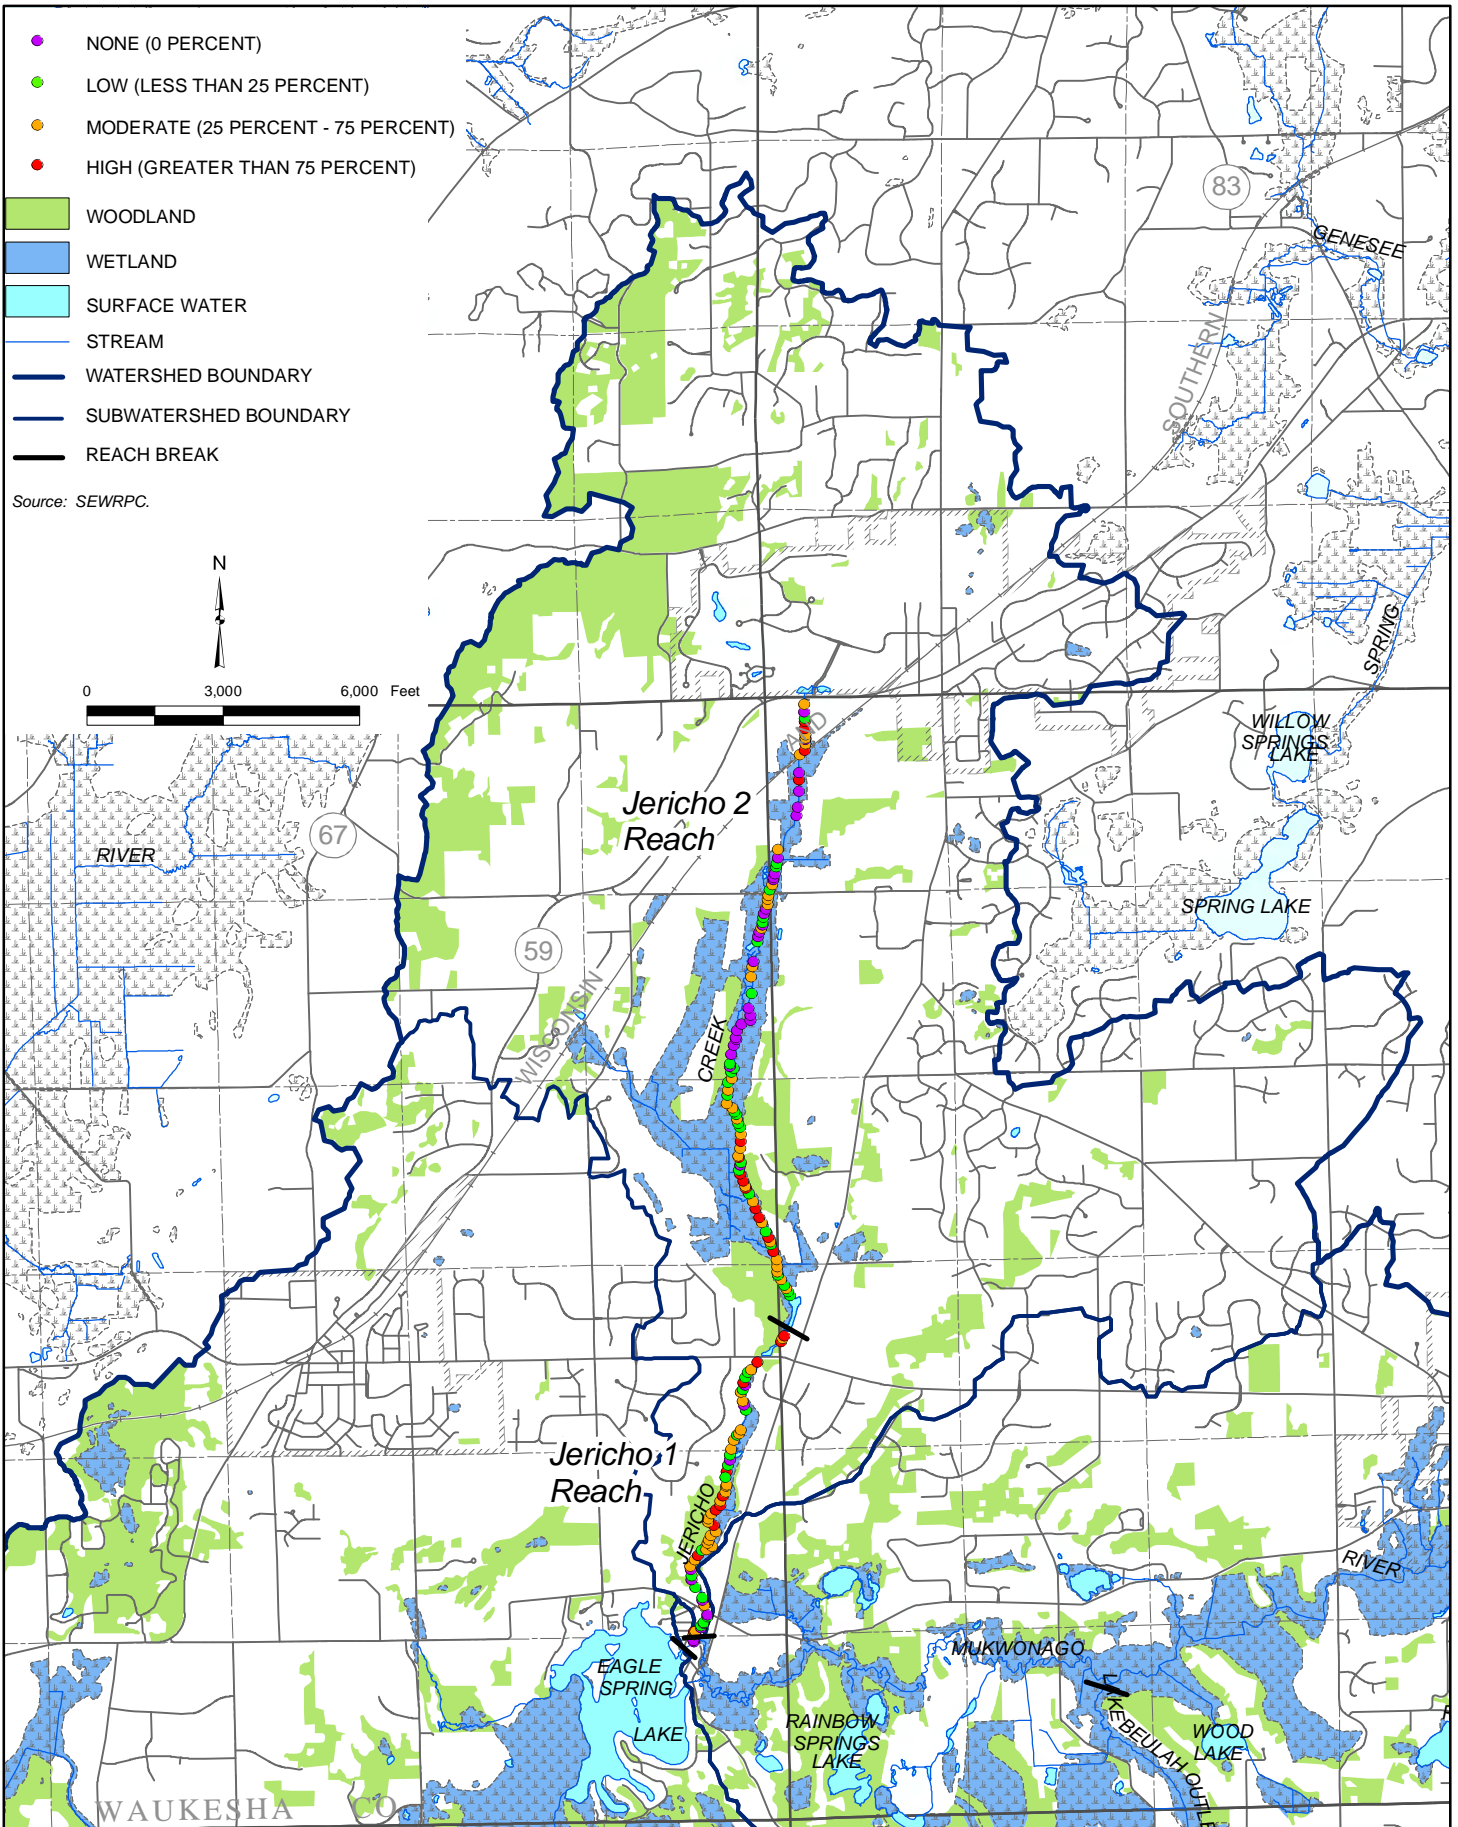 NONE (0 PERCENT)
LOW (LESS THAN 25 PERCENT)
MODERATE (25 PERCENT - 75 PERCENT)
HIGH (GREATER THAN 75 PERCENT)
WOODLAND
WETLAND
SURFACE WATER
STREAM
WATERSHED BOUNDARY
SUBWATERSHED BOUNDARY
REACH BREAK
Source: SEWRPC.
N
0 3,000 6,000 Feet
83
GENESEE
SOUTHERN
SPRING
WILLOW
SPRINGS
LAKE
AND
Jericho 2
Reach
67
RIVER
SPRING LAKE
59
WISCONSIN
CREEK
Jericho 1
Reach
JERICHO
RIVER
MUKWONAGO
EAGLE
SPRING
LAKE
RAINBOW
SPRINGS
LAKE
LAKE BEULAH
WOOD
LAKE
WAUKESHA CO